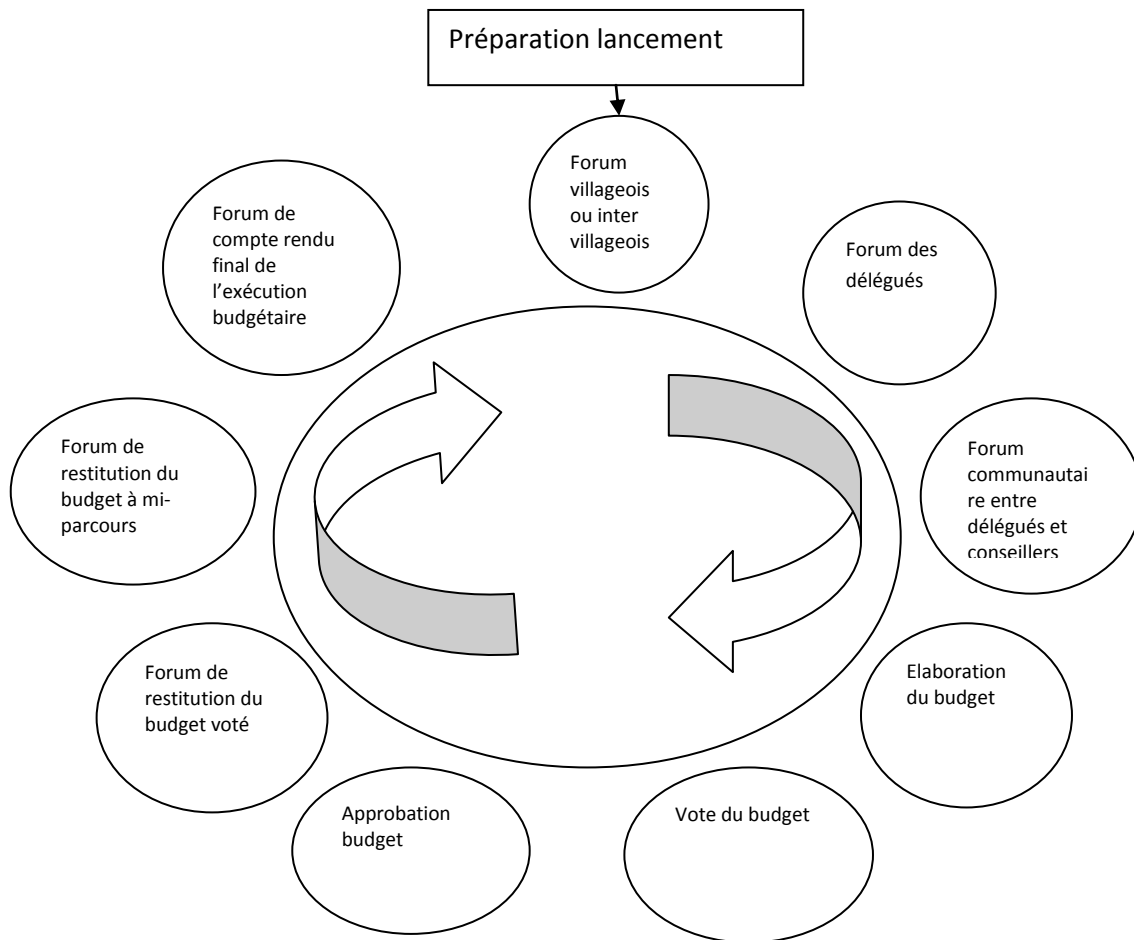 Préparation lancement
Forum
villageois
ou inter
villageois
Forum des
délégués
Forum
communautai
re entre
délégués et
conseillers
Elaboration
du budget
Vote du budget
Approbation
budget
Forum de
restitution du
budget voté
Forum de
restitution du
budget à mi-
parcours
Forum de
compte rendu
final de
l’exécution
budgétaire